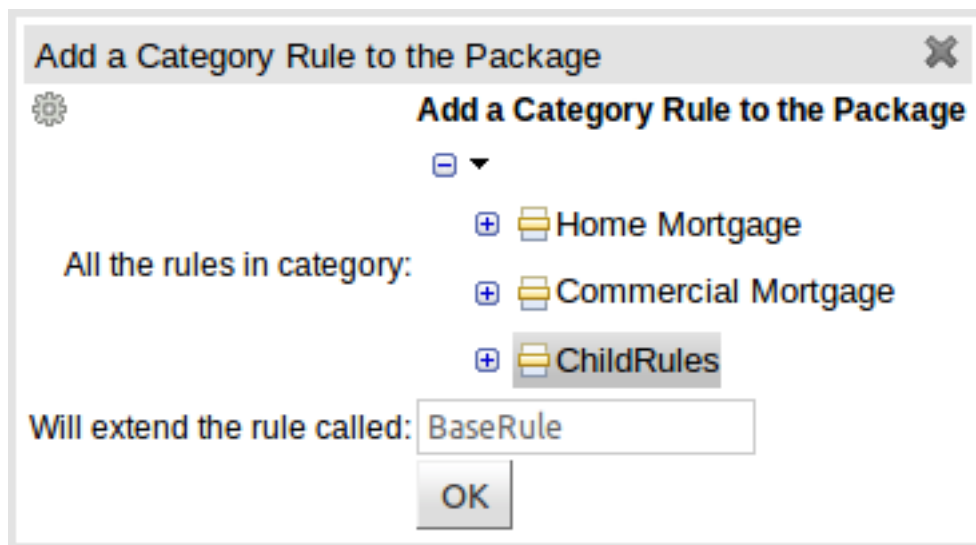 Add a Category Rule to the Package
Add a Category Rule to the Package
All the rules in category:
Home Mortgage
Commercial Mortgage
ChildRules
Will extend the rule called: BaseRule
OK